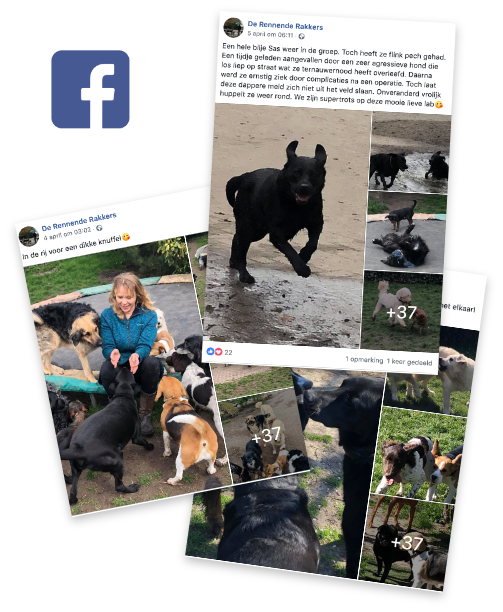 De Rennende Rakkers
5 april om 06:11 ·
Een hele blije Sas weer in de groep. Toch heeft ze flink pech gehad.
Een tijdje geleden aangevallen door een zeer agressieve hond die
los liep op straat wat ze ternauwernood heeft overleefd. Daarna
werd ze ernstig ziek door complicaties na een operatie. Toch laat
deze dappere meid zich niet uit het veld slaan. Onveranderd vrolijk
huppelt ze weer rond. We zijn supertrots op deze mooie lieve lab😘
+37
22
1 opmerking 1 keer gedeeld
De Rennende Rakkers
4 april om 03:02 ·
In de rij voor een dikke knuffel😘
+37
met elkaar!
+37